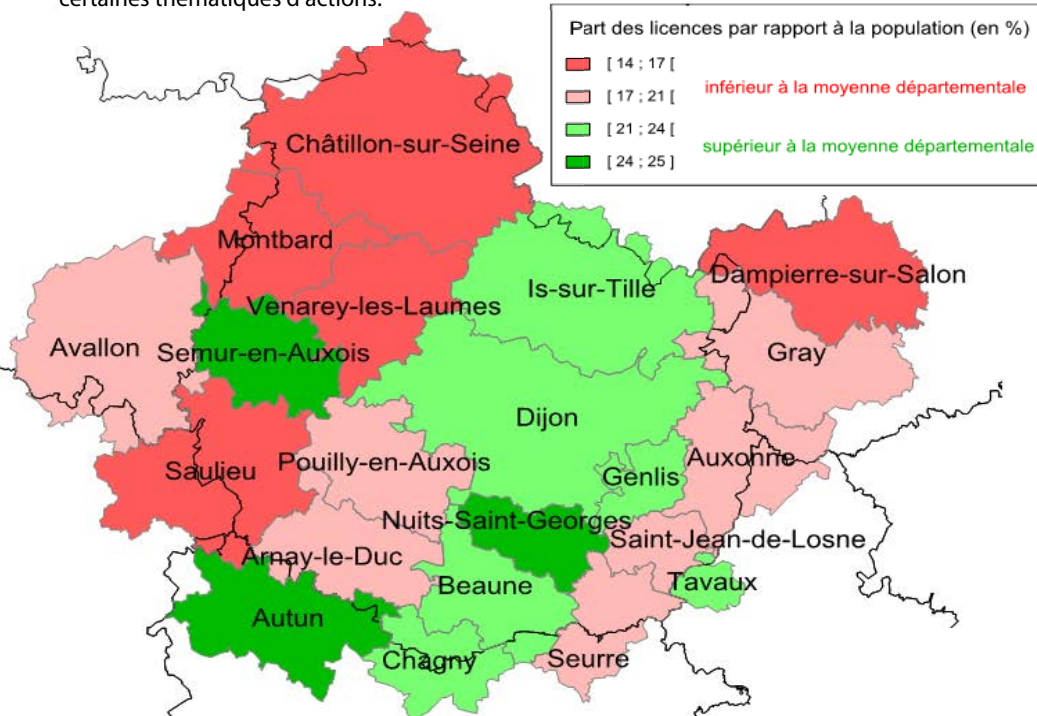 certaines thématiques d'actions.
Part des licences par rapport à la population (en %)
[ 14 ; 17 [
[ 17 ; 21 [
inférieur à la moyenne départementale
[ 21 ; 24 [
[ 24 ; 25 ]
supérieur à la moyenne départementale
Châtillon-sur-Seine
Montbard
Dampierre-sur-Salon
Is-sur-Tille
Venarey-les-Laumes
Avallon
Semur-en-Auxois
Gray
Dijon
Saulieu
Pouilly-en-Auxois
Auxonne
Genlis
Nuits-Saint-Georges
Saint-Jean-de-Losne
Arnay-le-Duc
Beaune
Tavaux
Autun
Chagny
Seurre